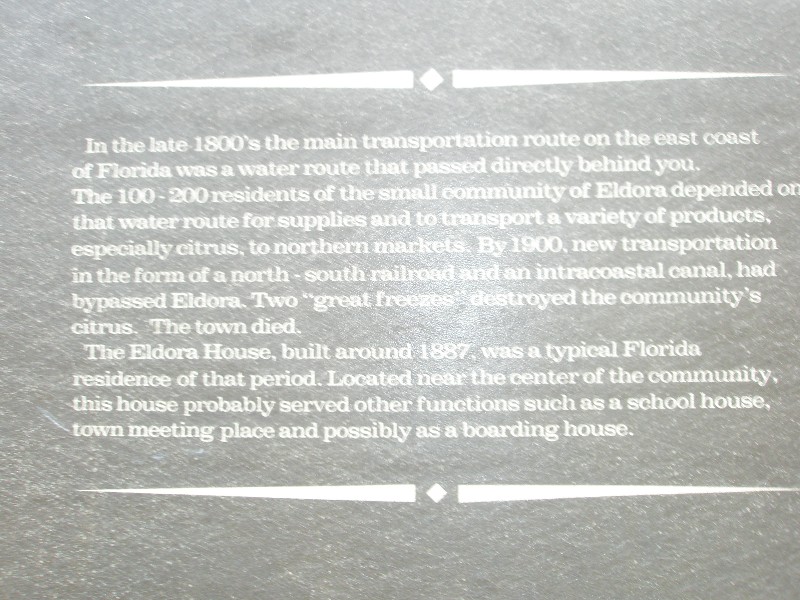 In the late 1800's the main transportation route on the east coast
of Florida was a water route that passed directly behind you.
The 100 - 200 residents of the small community of Eldora depended on
that water route for supplies and to transport a variety of products,
especially citrus, to northern markets. By 1900, new transportation
in the form of a north - south railroad and an intracoastal canal, had
bypassed Eldora. Two "great freezes" destroyed the community's
citrus. The town died.
The Eldora House, built around 1887, was a typical Florida
residence of that period. Located near the center of the community,
this house probably served other functions such as a school house,
town meeting place and possibly as a boarding house.